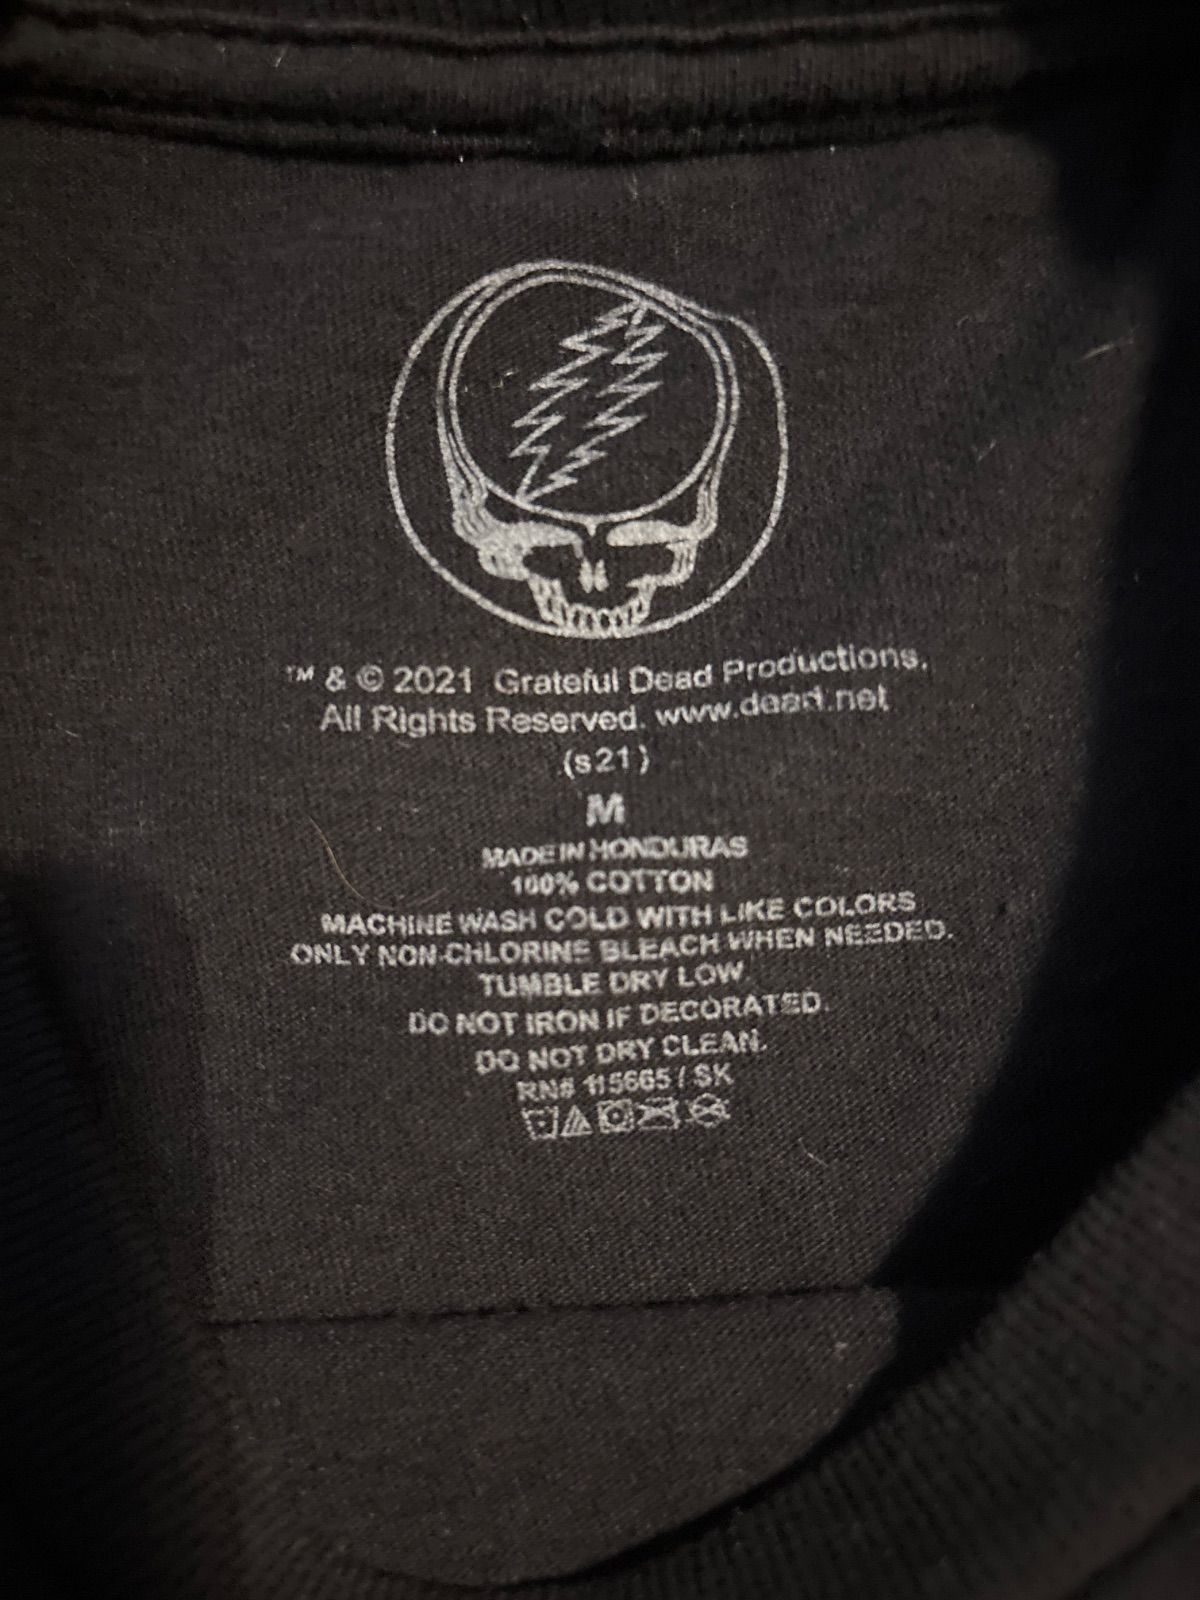 ™ & © 2021 Grateful Dead Productions.
All Rights Reserved. www.dead.net
(s21)
M
MADE IN HONDURAS
100% COTTON
MACHINE WASH COLD WITH LIKE COLORS
ONLY NON-CHLORINE BLEACH WHEN NEEDED.
TUMBLE DRY LOW.
DO NOT IRON IF DECORATED.
DO NOT DRY CLEAN.
RN# 115665 / SK